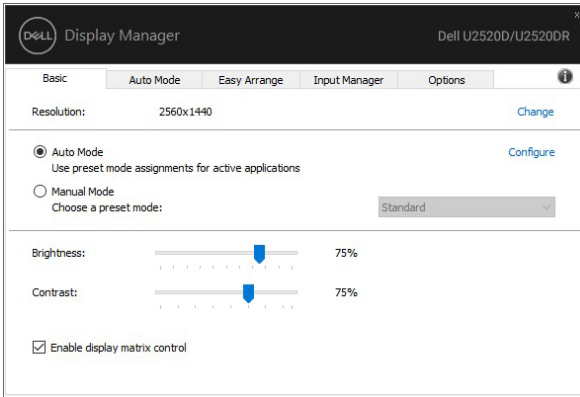 DELL Display Manager Dell U2520D/U2520DR
Basic Auto Mode Easy Arrange Input Manager Options
Resolution: 2560x1440 Change
Auto Mode Configure
Use preset mode assignments for active applications
Manual Mode
Choose a preset mode: Standard
Brightness: 75%
Contrast: 75%
Enable display matrix control